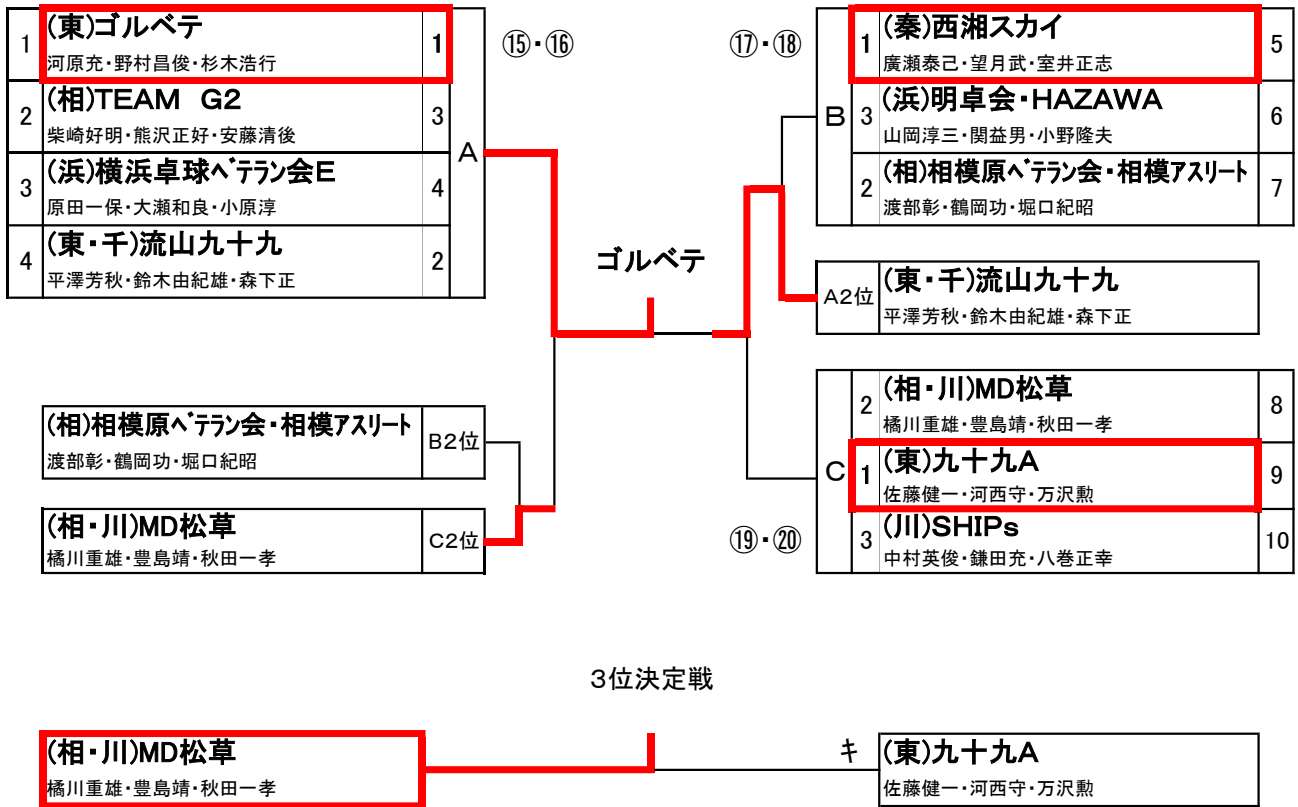 1 (東)ゴルベテ 1
河原充・野村昌俊・杉木浩行
2 (相)TEAM G2 3
柴崎好明・熊沢正好・安藤清後
3 (浜)横浜卓球ベテラン会E 4
原田一保・大瀬和良・小原淳
4 (東・千)流山九十九 2
平澤芳秋・鈴木由紀雄・森下正
A
⑮・⑯
(相)相模原ベテラン会・相模アスリート B2位
渡部彰・鶴岡功・堀口紀昭
(相・川)MD松草 C2位
橘川重雄・豊島靖・秋田一孝
ゴルベテ
⑰・⑱
B
1 (秦)西湘スカイ 5
廣瀬泰己・望月武・室井正志
3 (浜)明卓会・HAZAWA 6
山岡淳三・関益男・小野隆夫
2 (相)相模原ベテラン会・相模アスリート 7
渡部彰・鶴岡功・堀口紀昭
A2位 (東・千)流山九十九
平澤芳秋・鈴木由紀雄・森下正
C
2 (相・川)MD松草 8
橘川重雄・豊島靖・秋田一孝
1 (東)九十九A 9
佐藤健一・河西守・万沢勲
3 (川)SHIPs 10
中村英俊・鎌田充・八巻正幸
⑲・⑳
3位決定戦
(相・川)MD松草
橘川重雄・豊島靖・秋田一孝
キ (東)九十九A
佐藤健一・河西守・万沢勲